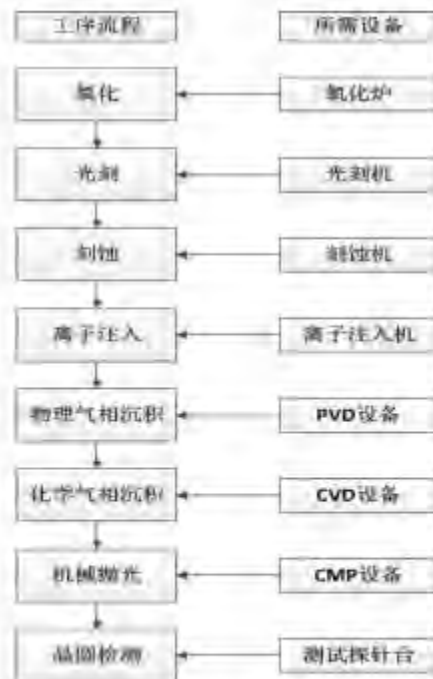 工序流程 所需设备
氧化 氧化炉
光刻 光刻机
刻蚀 刻蚀机
离子注入 离子注入机
物理气相沉积 PVD设备
化学气相沉积 CVD设备
机械抛光 CMP设备
晶圆检测 测试探针台